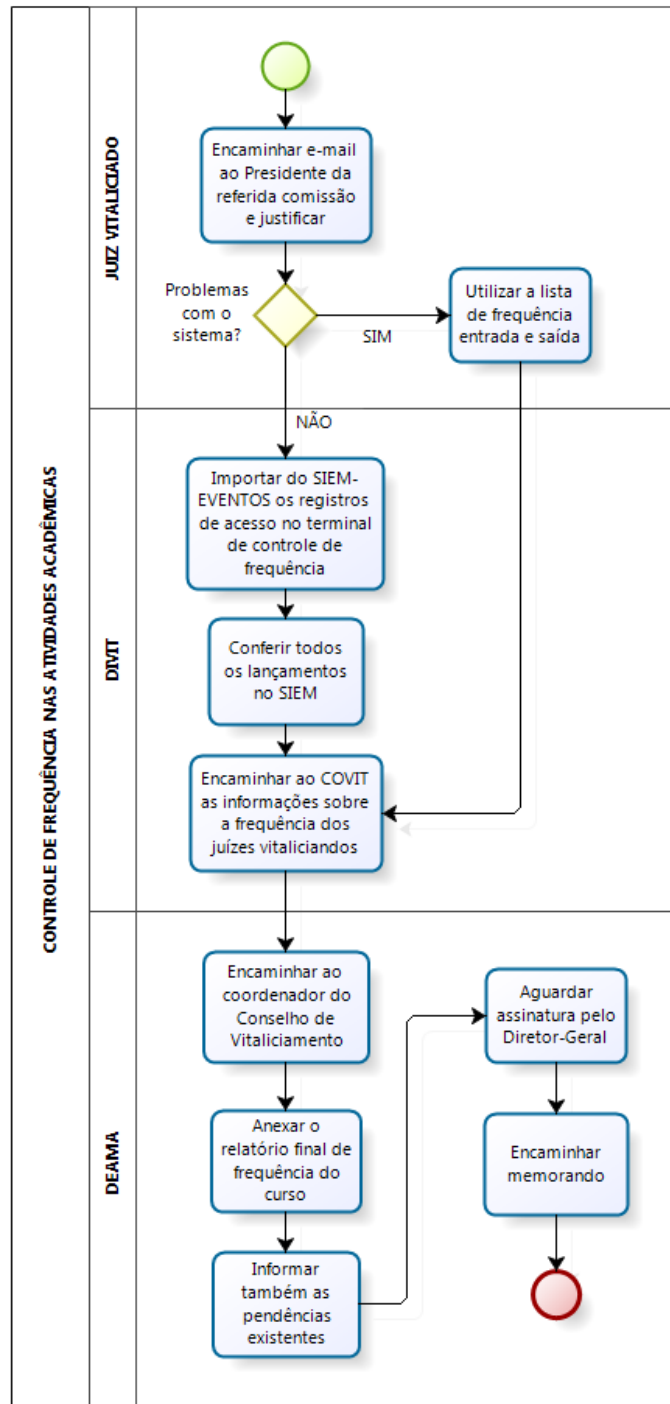 CONTROLE DE FREQUÊNCIA NAS ATIVIDADES ACADÊMICAS
JUIZ VITALICIADO
Encaminhar e-mail
ao Presidente da
referida comissão
e justificar
Problemas
com o
sistema?
SIM
Utilizar a lista
de frequência
entrada e saída
NÃO
DIVIT
Importar do SIEM-
EVENTOS os registros
de acesso no terminal
de controle de
frequência
Conferir todos
os lançamentos
no SIEM
Encaminhar ao COVIT
as informações sobre
a frequência dos
juízes vitaliciandos
DEAMA
Encaminhar ao
coordenador do
Conselho de
Vitaliciamento
Anexar o
relatório final de
frequência do
curso
Informar
também as
pendências
existentes
Aguardar
assinatura pelo
Diretor-Geral
Encaminhar
memorando